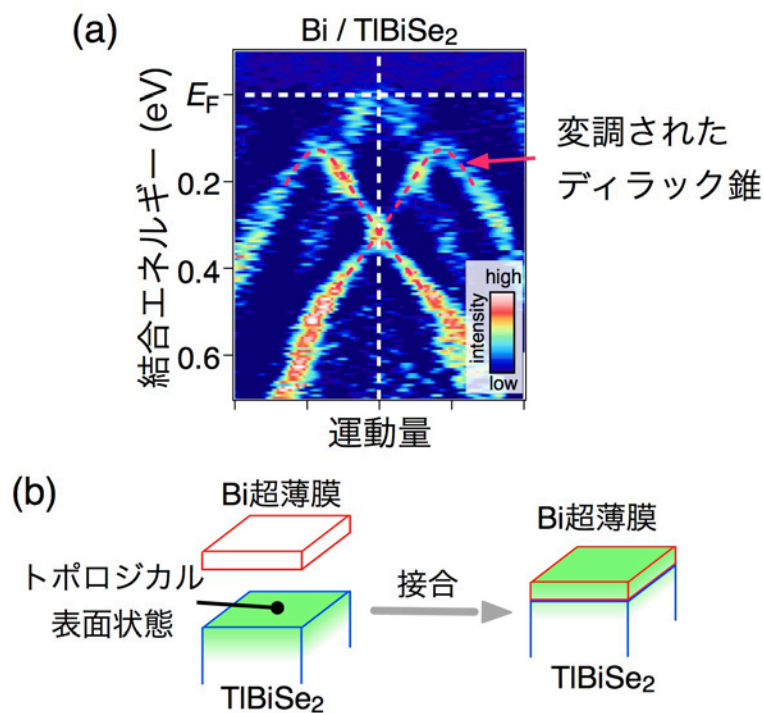 (a)
Bi / TlBiSe2
EF
0.2
0.4
0.6
結合エネルギー (eV)
運動量
変調された
ディラック錐
high
intensity
low
(b)
Bi超薄膜
トポロジカル
表面状態
TlBiSe2
接合
Bi超薄膜
TlBiSe2